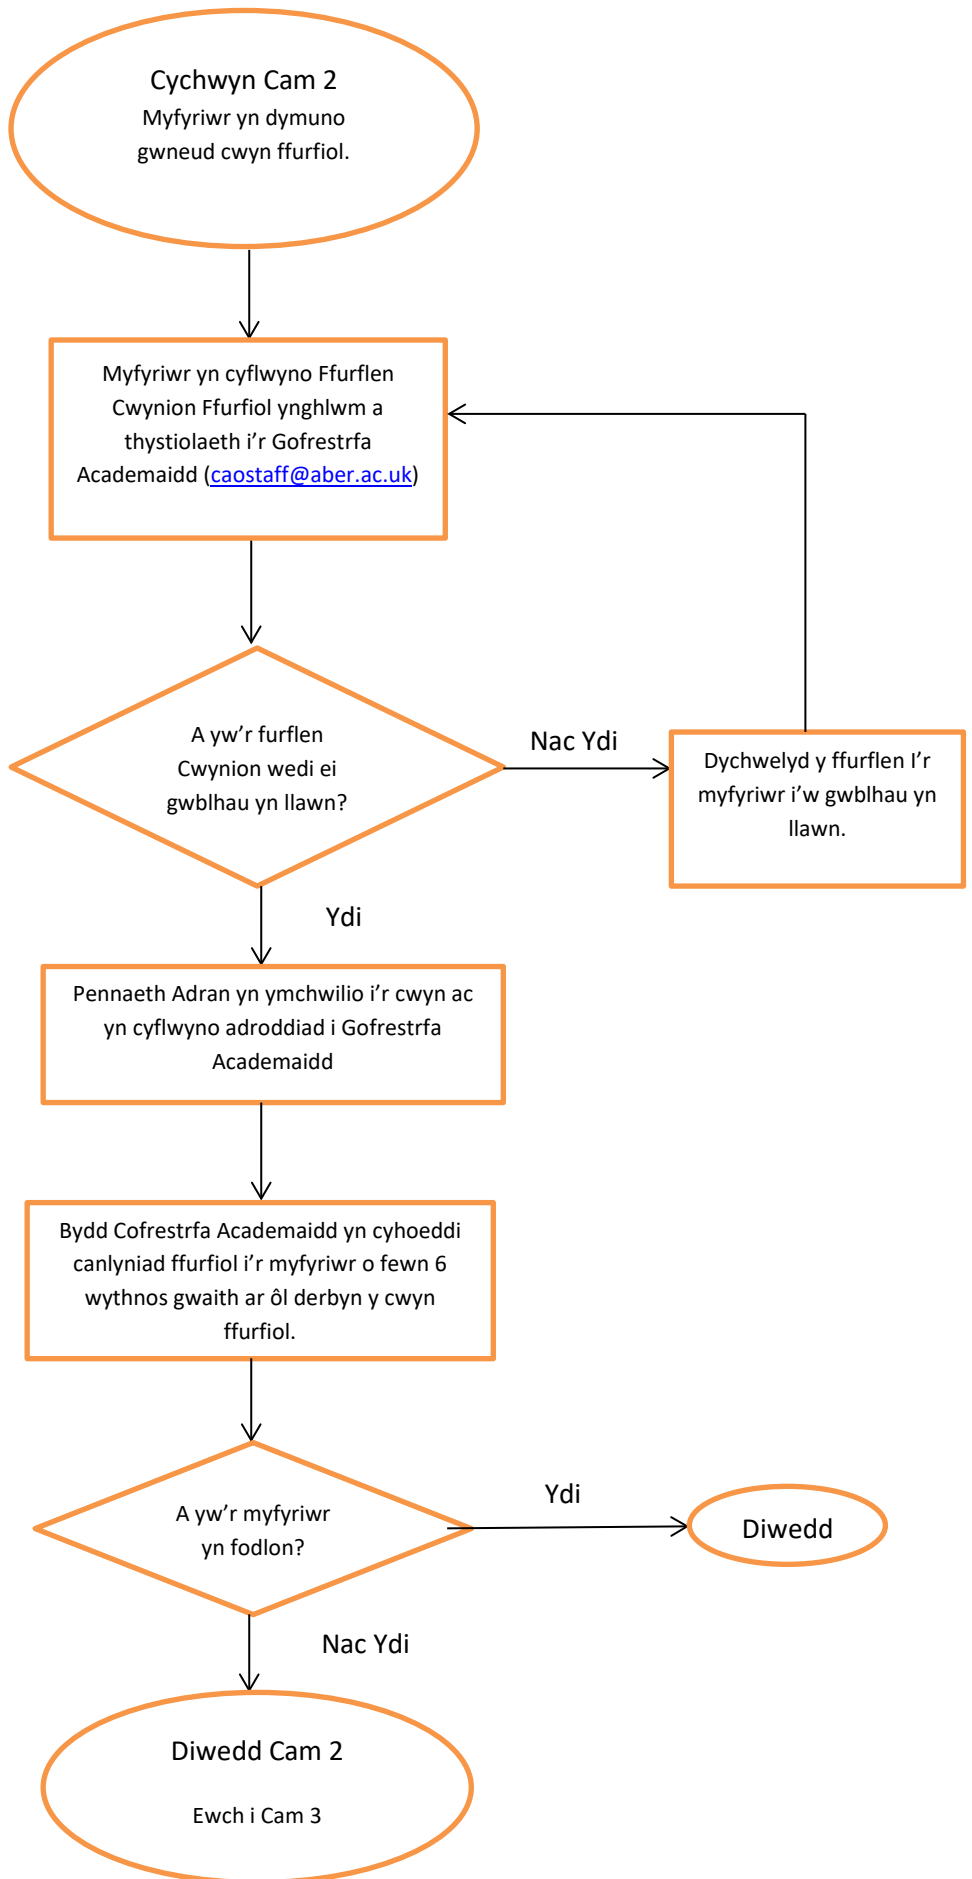 Cychwyn Cam 2
Myfyriwr yn dymuno
gwneud cwyn ffurfiol.
Myfyriwr yn cyflwyno Ffurflen
Cwynion Ffurfiol ynghlwm a
thystiolaeth i’r Gofrestrfa
Academaidd (caostaff@aber.ac.uk)
A yw’r furflen
Cwynion wedi ei
gwblhau yn llawn?
Nac Ydi
Dychwelyd y ffurflen I’r
myfyriwr i’w gwblhau yn
llawn.
Ydi
Pennaeth Adran yn ymchwilio i’r cwyn ac
yn cyflwyno adroddiad i Gofrestrfa
Academaidd
Bydd Cofrestrfa Academaidd yn cyhoeddi
canlyniad ffurfiol i’r myfyriwr o fewn 6
wythnos gwaith ar ôl derbyn y cwyn
ffurfiol.
A yw’r myfyriwr
yn fodlon?
Ydi
Diwedd
Nac Ydi
Diwedd Cam 2
Ewch i Cam 3